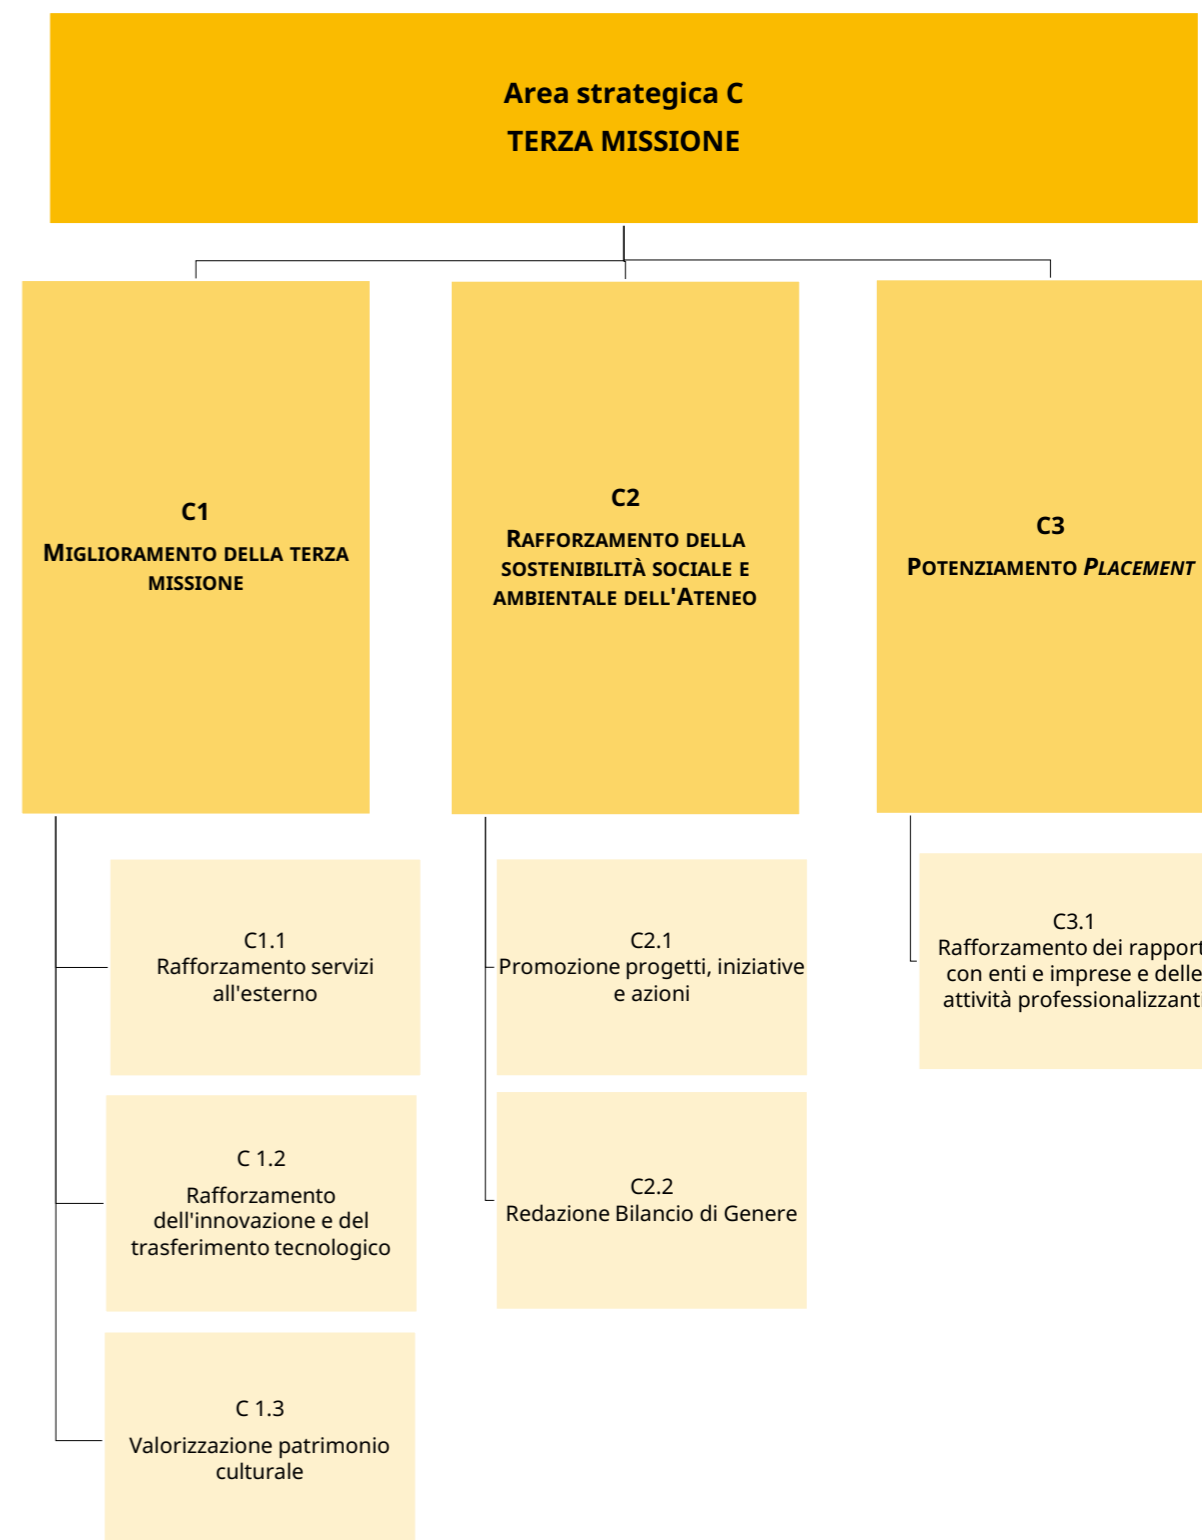 Area strategica C
TERZA MISSIONE
C1
MIGLIORAMENTO DELLA TERZA
MISSIONE
C2
RAFFORZAMENTO DELLA
SOSTENIBILITÀ SOCIALE E
AMBIENTALE DELL'ATENEO
C3
POTENZIAMENTO PLACEMENT
C1.1
Rafforzamento servizi
all'esterno
C 1.2
Rafforzamento
dell'innovazione e del
trasferimento tecnologico
C 1.3
Valorizzazione patrimonio
culturale
C2.1
Promozione progetti, iniziative
e azioni
C2.2
Redazione Bilancio di Genere
C3.1
Rafforzamento dei rapport
con enti e imprese e delle
attività professionalizzanti